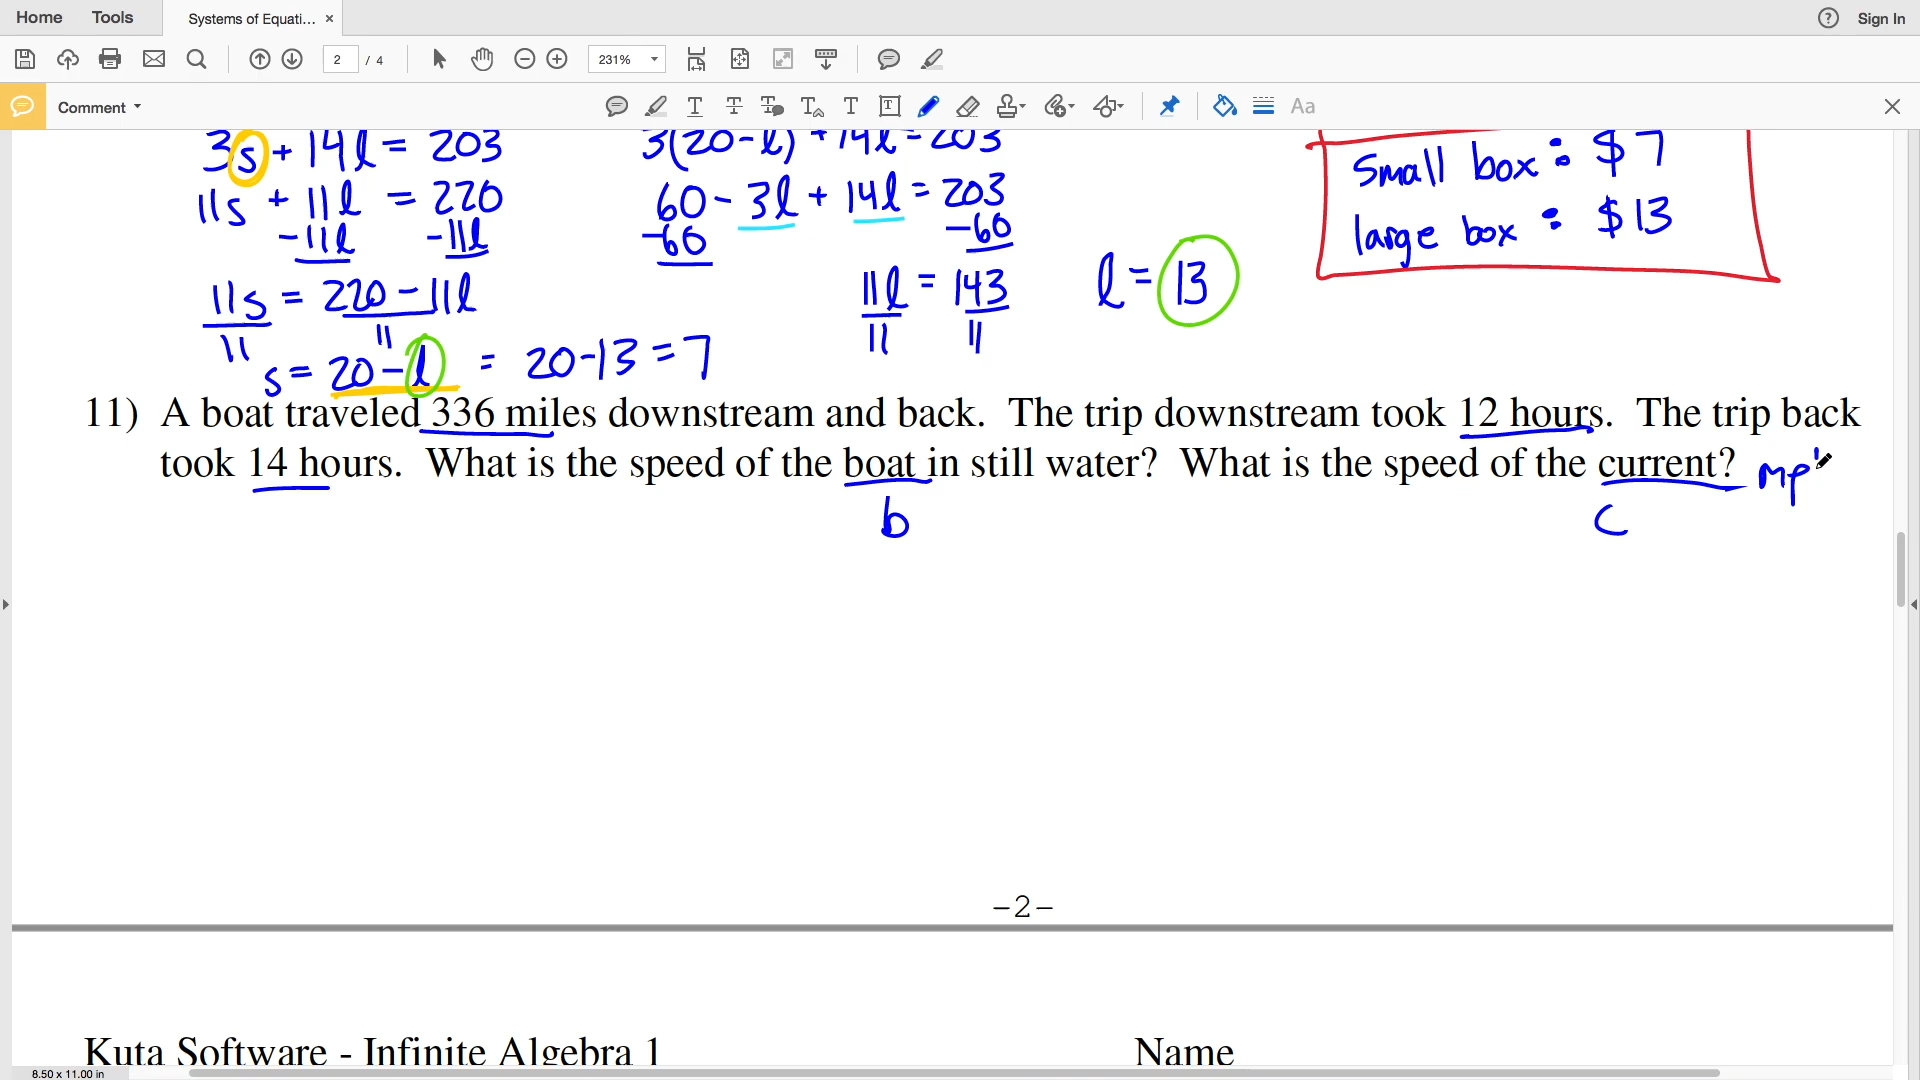 Home Tools Systems of Equati... × Sign In
2 / 4 231%
Comment Aa
3s + 14l = 203 3(20-l) + 14l = 203 Small box : $7
11s + 11l = 220 60 - 3l + 14l = 203 large box : $13
-11l -11l -60 -60
11s = 220 - 11l 11l = 143 l = 13
11 11 11 11
s = 20 - l = 20-13 = 7
11) A boat traveled 336 miles downstream and back. The trip downstream took 12 hours. The trip back
took 14 hours. What is the speed of the boat in still water? What is the speed of the current? mp
b c
-2-
Kuta Software - Infinite Algebra 1 Name
8.50 x 11.00 in